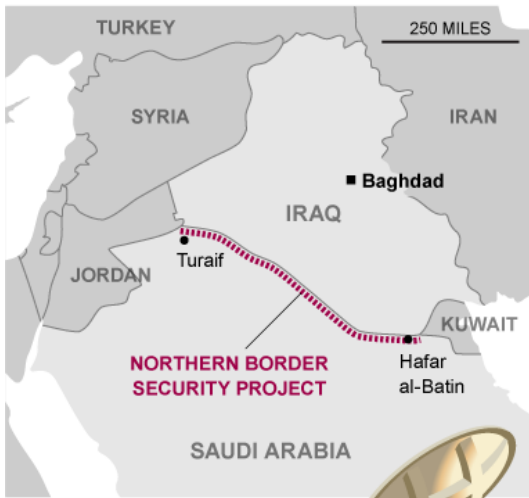 TURKEY
250 MILES
SYRIA
IRAN
Baghdad
IRAQ
Turaif
JORDAN
KUWAIT
NORTHERN BORDER
SECURITY PROJECT
Hafar
al-Batin
SAUDI ARABIA